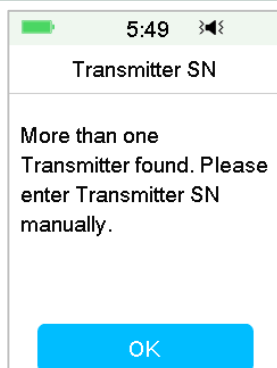 5:49
Transmitter SN
More than one
Transmitter found. Please
enter Transmitter SN
manually.
OK